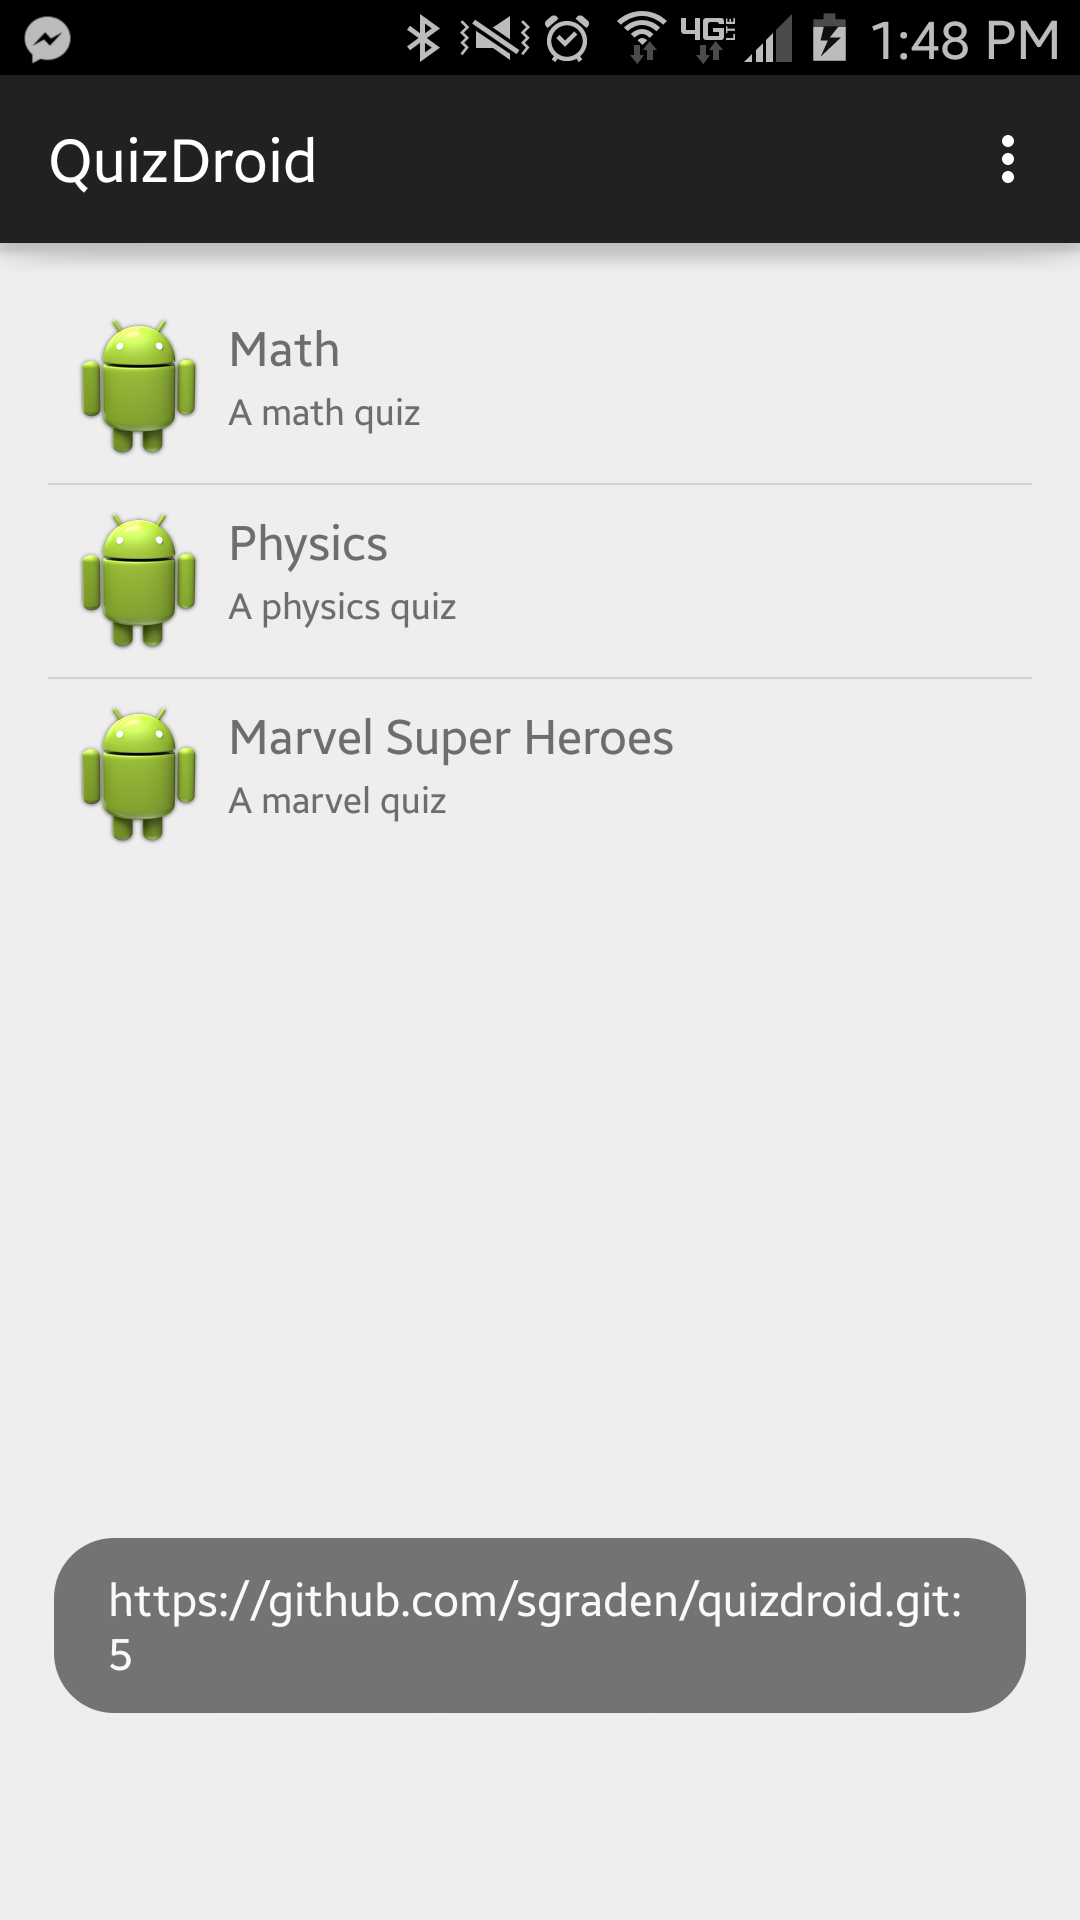 4G LTE 1:48 PM
QuizDroid
Math
A math quiz
Physics
A physics quiz
Marvel Super Heroes
A marvel quiz
https://github.com/sgraden/quizdroid.git:
5